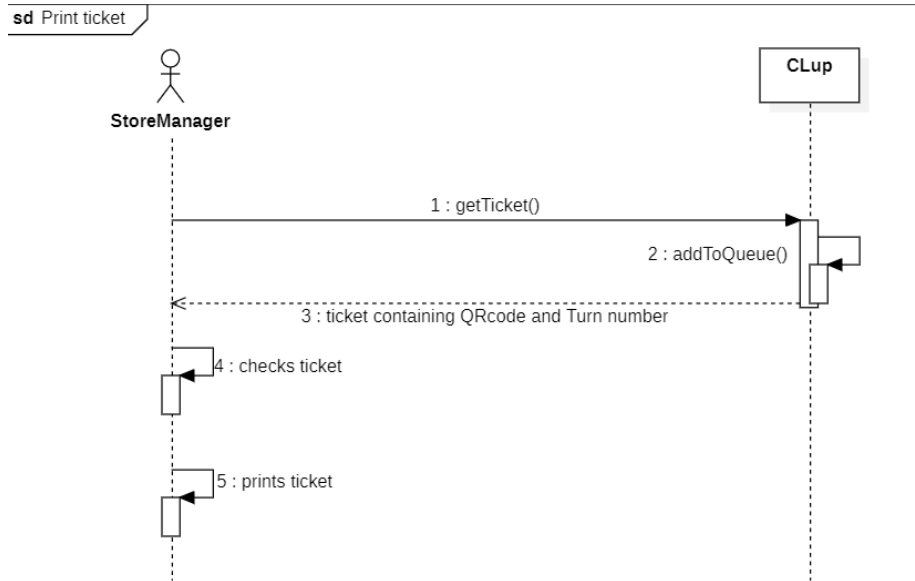 sd Print ticket
StoreManager
CLup
1 : getTicket()
2 : addToQueue()
3 : ticket containing QRcode and Turn number
4 : checks ticket
5 : prints ticket